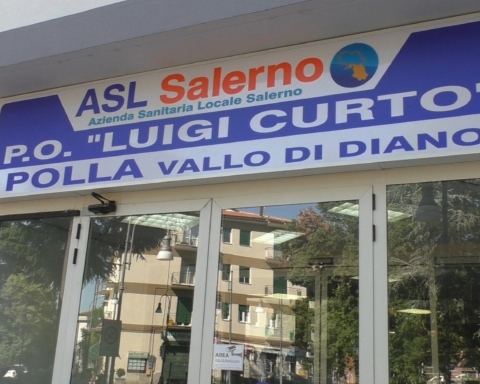 ASL Salerno
Azienda Sanitaria Locale Salerno
P.O. "LUIGI CURTO"
POLLA VALLO DI DIANO